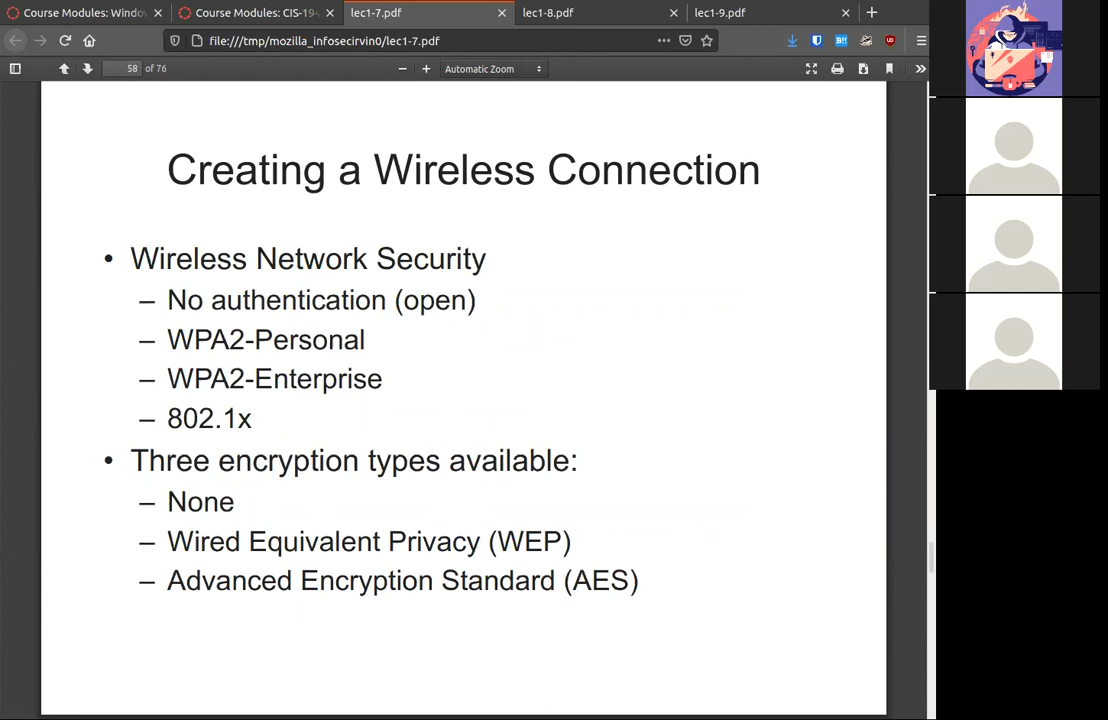 Course Modules: Windo
Course Modules: CIS-194
lec1-7.pdf
lec1-8.pdf
lec1-9.pdf
file:///tmp/mozilla_infosecirvin0/lec1-7.pdf
58 of 76
Automatic Zoom
Creating a Wireless Connection
• Wireless Network Security
– No authentication (open)
– WPA2-Personal
– WPA2-Enterprise
– 802.1x
• Three encryption types available:
– None
– Wired Equivalent Privacy (WEP)
– Advanced Encryption Standard (AES)